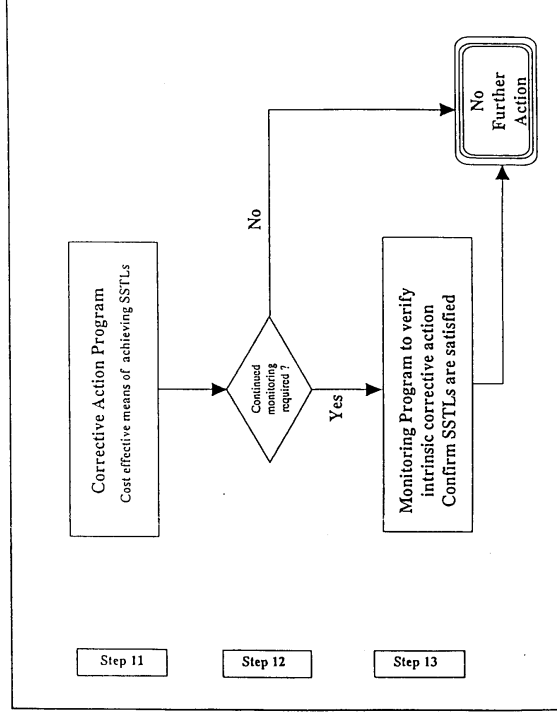 Step 11
Corrective Action Program
Cost effective means of achieving SSTLs
Step 12
Continued
monitoring
required ?
No
Yes
Step 13
Monitoring Program to verify
intrinsic corrective action
Confirm SSTLs are satisfied
No
Further
Action